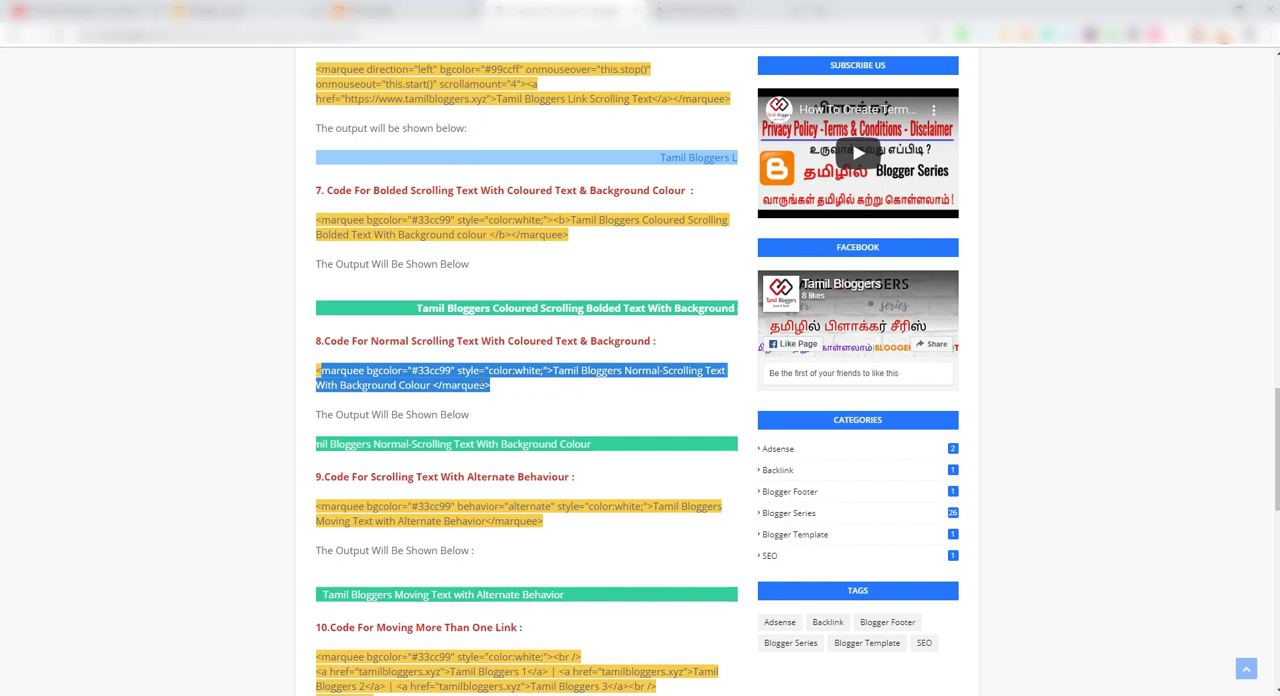 <marquee direction="left" bgcolor="#99ccff" onmouseover="this.stop()"
onmouseout="this.start()" scrollamount="4"><a
href="https://www.tamilbloggers.xyz">Tamil Bloggers Link Scrolling Text</a></marquee>
The output will be shown below:
Tamil Bloggers L
7. Code For Bolded Scrolling Text With Coloured Text & Background Colour :
<marquee bgcolor="#33cc99" style="color:white;"><b>Tamil Bloggers Coloured Scrolling
Bolded Text With Background colour </b></marquee>
The Output Will Be Shown Below
Tamil Bloggers Coloured Scrolling Bolded Text With Background
8.Code For Normal Scrolling Text With Coloured Text & Background :
<marquee bgcolor="#33cc99" style="color:white;">Tamil Bloggers Normal-Scrolling Text
With Background Colour </marquee>
The Output Will Be Shown Below
mil Bloggers Normal-Scrolling Text With Background Colour
9.Code For Scrolling Text With Alternate Behaviour :
<marquee bgcolor="#33cc99" behavior="alternate" style="color:white;">Tamil Bloggers
Moving Text with Alternate Behavior</marquee>
The Output Will Be Shown Below :
Tamil Bloggers Moving Text with Alternate Behavior
10.Code For Moving More Than One Link :
<marquee bgcolor="#33cc99" style="color:white;"><br />
<a href="tamilbloggers.xyz">Tamil Bloggers 1</a> | <a href="tamilbloggers.xyz">Tamil
Bloggers 2</a> | <a href="tamilbloggers.xyz">Tamil Bloggers 3</a><br />
SUBSCRIBE US
How To Create Term...
Privacy Policy -Terms & Conditions - Disclaimer
உருவாக்குவது எப்படி ?
தமிழில் Blogger Series
வாருங்கள் தமிழில் கற்று கொள்ளலாம் !
FACEBOOK
Tamil Bloggers
8 likes
series
தமிழில் பிளாக்கர் சீரிஸ்
Like Page
Share
Be the first of your friends to like this
CATEGORIES
Adsense 2
Backlink 1
Blogger Footer 1
Blogger Series 26
Blogger Template 1
SEO 1
TAGS
Adsense Backlink Blogger Footer
Blogger Series Blogger Template SEO